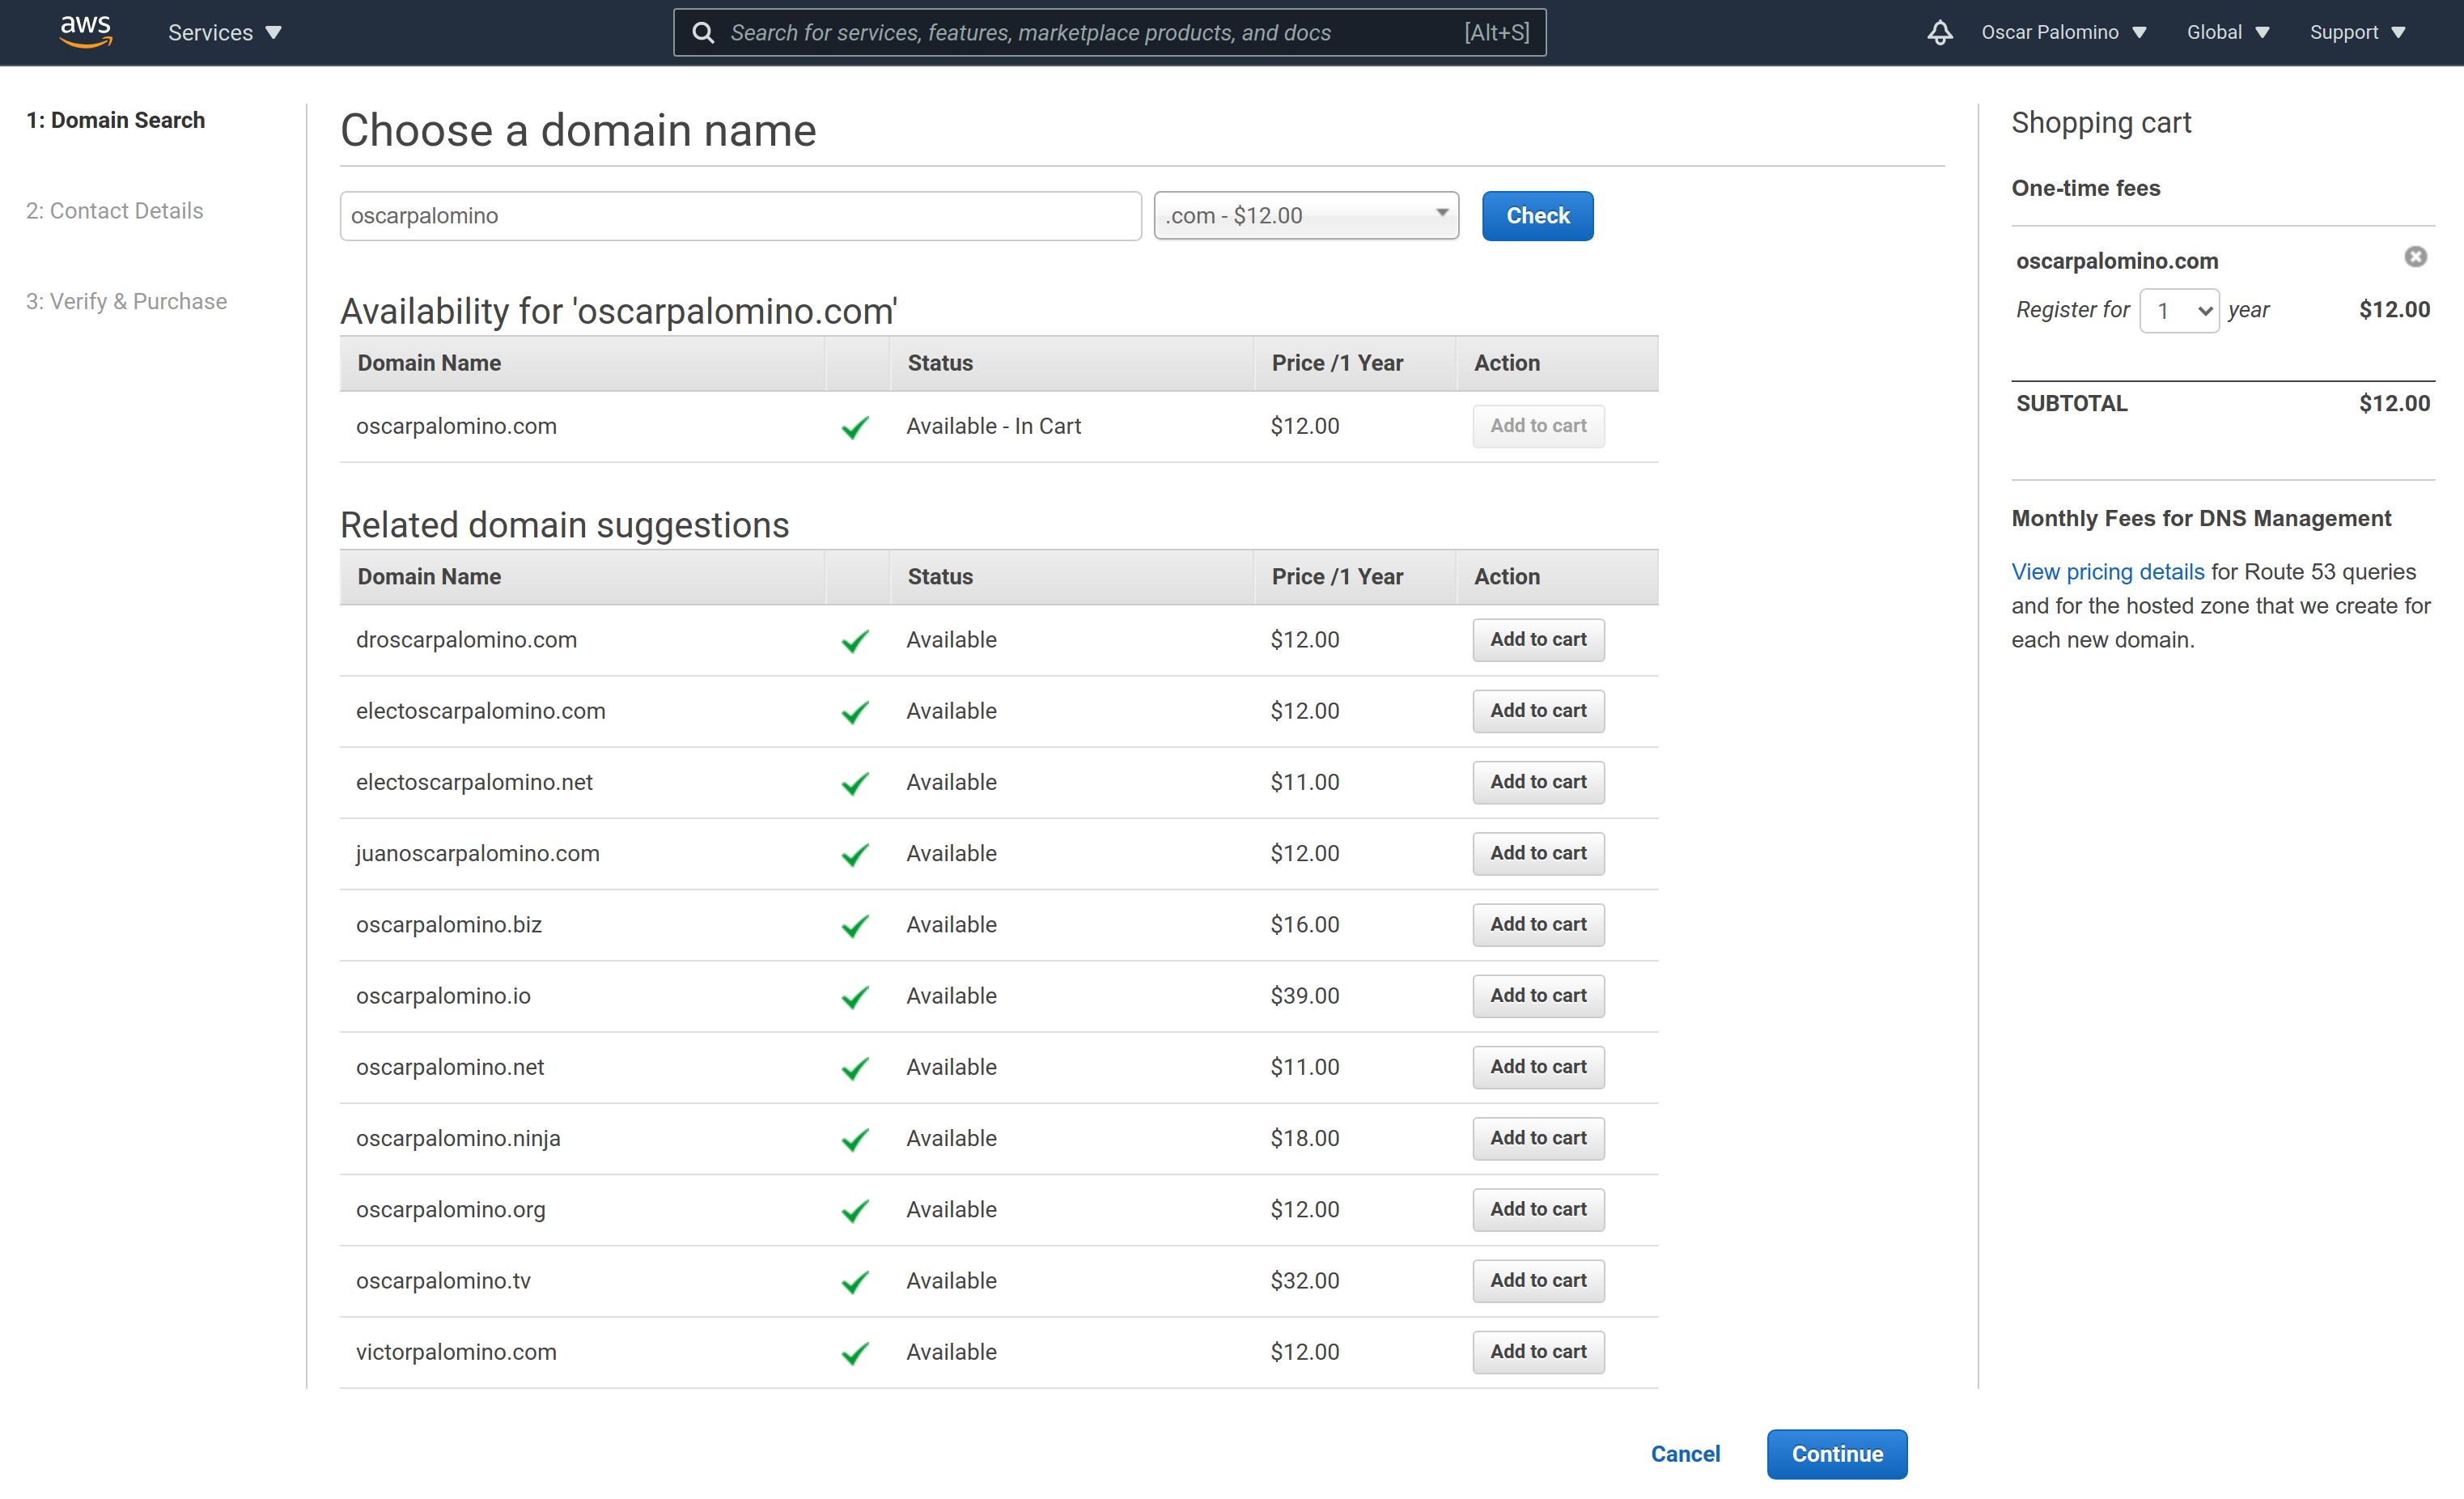 aws Services Search for services, features, marketplace products, and docs [Alt+S] Oscar Palomino Global Support
1: Domain Search
2: Contact Details
3: Verify & Purchase
Choose a domain name
oscarpalomino .com - $12.00 Check
Availability for 'oscarpalomino.com'
Domain Name Status Price /1 Year Action
oscarpalomino.com Available - In Cart $12.00 Add to cart
Related domain suggestions
Domain Name Status Price /1 Year Action
droscarpalomino.com Available $12.00 Add to cart
electoscarpalomino.com Available $12.00 Add to cart
electoscarpalomino.net Available $11.00 Add to cart
juanoscarpalomino.com Available $12.00 Add to cart
oscarpalomino.biz Available $16.00 Add to cart
oscarpalomino.io Available $39.00 Add to cart
oscarpalomino.net Available $11.00 Add to cart
oscarpalomino.ninja Available $18.00 Add to cart
oscarpalomino.org Available $12.00 Add to cart
oscarpalomino.tv Available $32.00 Add to cart
victorpalomino.com Available $12.00 Add to cart
Cancel Continue
Shopping cart
One-time fees
oscarpalomino.com
Register for 1 year $12.00
SUBTOTAL $12.00
Monthly Fees for DNS Management
View pricing details for Route 53 queries
and for the hosted zone that we create for
each new domain.